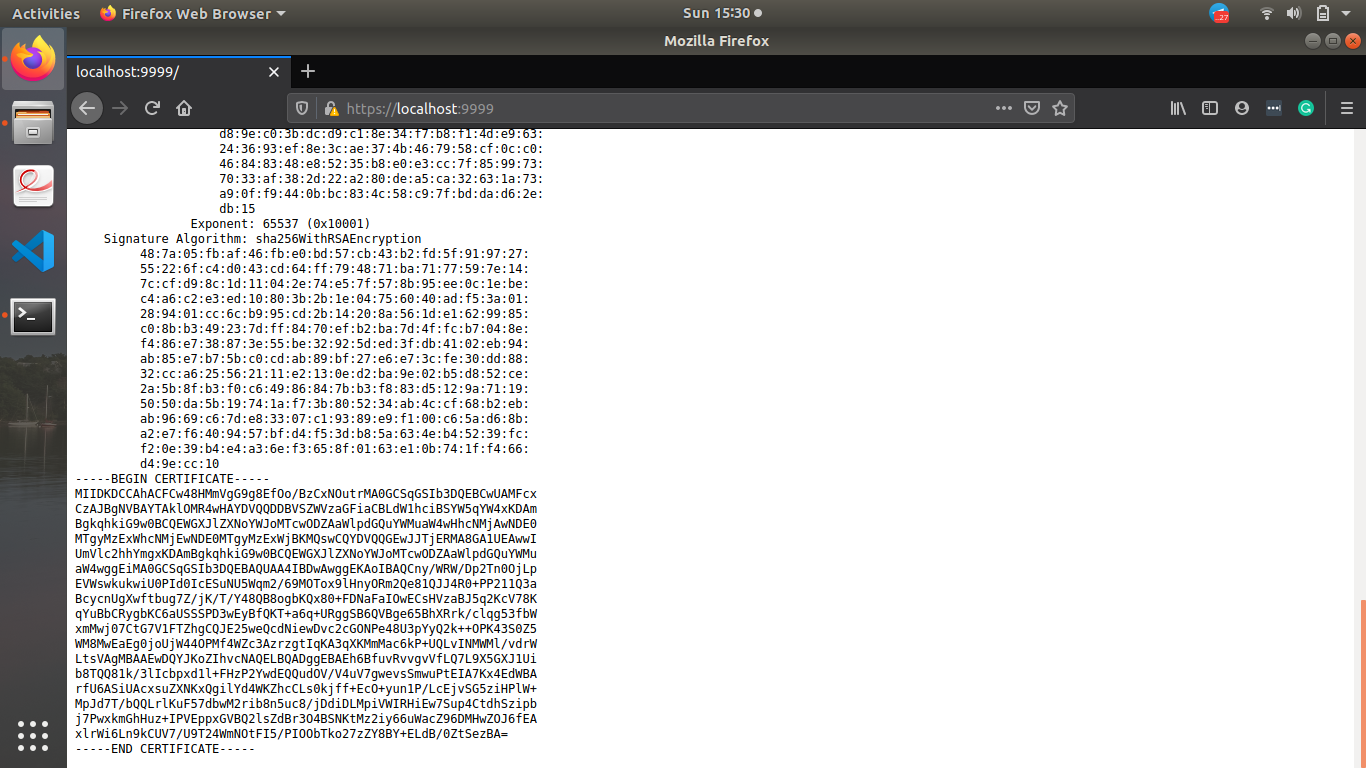 Activities Firefox Web Browser Sun 15:30 27
Mozilla Firefox
localhost:9999/
https://localhost:9999
d8:9e:c0:3b:dc:d9:c1:8e:34:f7:b8:f1:4d:e9:63:
24:36:93:ef:8e:3c:ae:37:4b:46:79:58:cf:0c:c0:
46:84:83:48:e8:52:35:b8:e0:e3:cc:7f:85:99:73:
70:33:af:38:2d:22:a2:80:de:a5:ca:32:63:1a:73:
a9:0f:f9:44:0b:bc:83:4c:58:c9:7f:bd:da:d6:2e:
db:15
Exponent: 65537 (0x10001)
Signature Algorithm: sha256WithRSAEncryption
48:7a:05:fb:af:46:fb:e0:bd:57:cb:43:b2:fd:5f:91:97:27:
55:22:6f:c4:d0:43:cd:64:ff:79:48:71:ba:71:77:59:7e:14:
7c:cf:d9:8c:1d:11:04:2e:74:e5:7f:57:8b:95:ee:0c:1e:be:
c4:a6:c2:e3:ed:10:80:3b:2b:1e:04:75:60:40:ad:f5:3a:01:
28:94:01:cc:6c:b9:95:cd:2b:14:20:8a:56:1d:e1:62:99:85:
c0:8b:b3:49:23:7d:ff:84:70:ef:b2:ba:7d:4f:fc:b7:04:8e:
f4:86:e7:38:87:3e:55:be:32:92:5d:ed:3f:db:41:02:eb:94:
ab:85:e7:b7:5b:c0:cd:ab:89:bf:27:e6:e7:3c:fe:30:dd:88:
32:cc:a6:25:56:21:11:e2:13:0e:d2:ba:9e:02:b5:d8:52:ce:
2a:5b:8f:b3:f0:c6:49:86:84:7b:b3:f8:83:d5:12:9a:71:19:
50:50:da:5b:19:74:1a:f7:3b:80:52:34:ab:4c:cf:68:b2:eb:
ab:96:69:c6:7d:e8:33:07:c1:93:89:e9:f1:00:c6:5a:d6:8b:
a2:e7:f6:40:94:57:bf:d4:f5:3d:b8:5a:63:4e:b4:52:39:fc:
f2:0e:39:b4:e4:a3:6e:f3:65:8f:01:63:e1:0b:74:1f:f4:66:
d4:9e:cc:10
-----BEGIN CERTIFICATE-----
MIIDKDCCAhACFCw48HMmVgG9g8EfOo/BzCxNOutrMA0GCSqGSIb3DQEBCwUAMFcx
CzAJBgNVBAYTAklOMR4wHAYDVQQDDBVSZWVzaGFiaCBLdW1hciBSYW5qYW4xKDAm
BgkqhkiG9w0BCQEWGXJlZXNoYWJoMTcwODZAaWlpdGQuYWMuaW4wHhcNMjAwNDE0
MTgyMzExWhcNMjEwNDE0MTgyMzExWjBKMQswCQYDVQQGEwJJTjERMA8GA1UEAwwI
UmVlc2hhYmgxKDAmBgkqhkiG9w0BCQEWGXJlZXNoYWJoMTcwODZAaWlpdGQuYWMu
aW4wggEiMA0GCSqGSIb3DQEBAQUAA4IBDwAwggEKAoIBAQCny/WRW/Dp2Tn0OjLp
EVWswkukwiU0PId0IcESuNU5Wqm2/69MOTox9lHnyORm2Qe81QJJ4R0+PP211Q3a
BcycnUgXwftbug7Z/jK/T/Y48QB8ogbKQx80+FDNaFaIOwECsHVzaBJ5q2KcV78K
qYuBbCRygbKC6aUSSSPD3wEyBfQKT+a6q+URggSB6QVBge65BhXRrk/clqg53fbW
xmMwj07CtG7V1FTZhgCQJE25weQcdNiewDvc2cGONPe48U3pYyQ2k++OPK43S0Z5
WM8MwEaEg0joUjW44OPMf4WZc3AzrzgtIqKA3qXKMmMac6kP+UQLvINMWMl/vdrW
LtsVAgMBAAEwDQYJKoZIhvcNAQELBQADggEBAEh6BfuvRvvgvVfLQ7L9X5GXJ1Ui
b8TQQ81k/3lIcbpxd1l+FHzP2YwdEQQudOV/V4uV7gwevsSmwuPtEIA7Kx4EdWBA
rfU6ASiUAcxsuZXNKxQgilYd4WKZhcCLs0kjff+EcO+yun1P/LcEjvSG5ziHPlW+
MpJd7T/bQQLrlKuF57dbwM2rib8n5uc8/jDdiDLMpiVWIRHiEw7Sup4CtdhSzipb
j7PwxkmGhHuz+IPVEppxGVBQ2lsZdBr3O4BSNKtMz2iy66uWacZ96DMHwZOJ6fEA
xlrWi6Ln9kCUV7/U9T24WmNOtFI5/PIOObTko27zZY8BY+ELdB/0ZtSezBA=
-----END CERTIFICATE-----